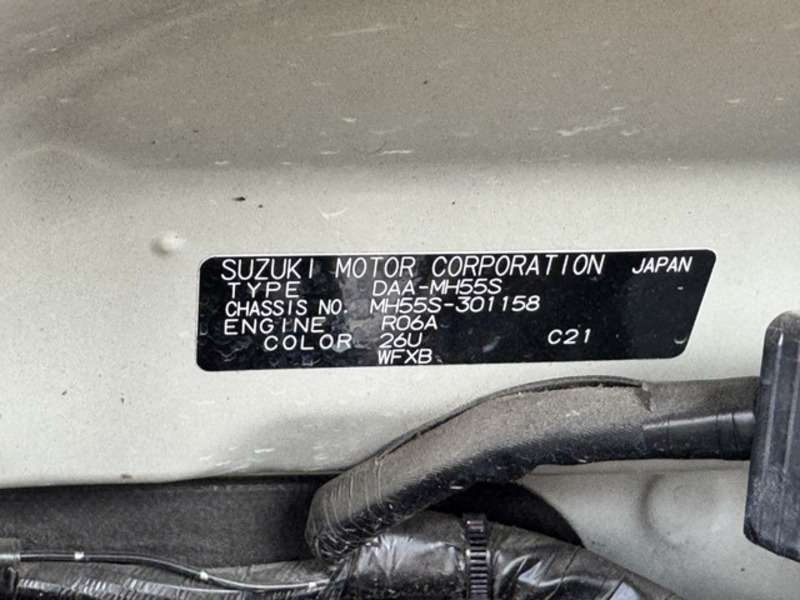 SUZUKI MOTOR CORPORATION JAPAN
TYPE DAA-MH55S
CHASSIS NO. MH55S-301158
ENGINE R06A
COLOR 26U C21
WFXB